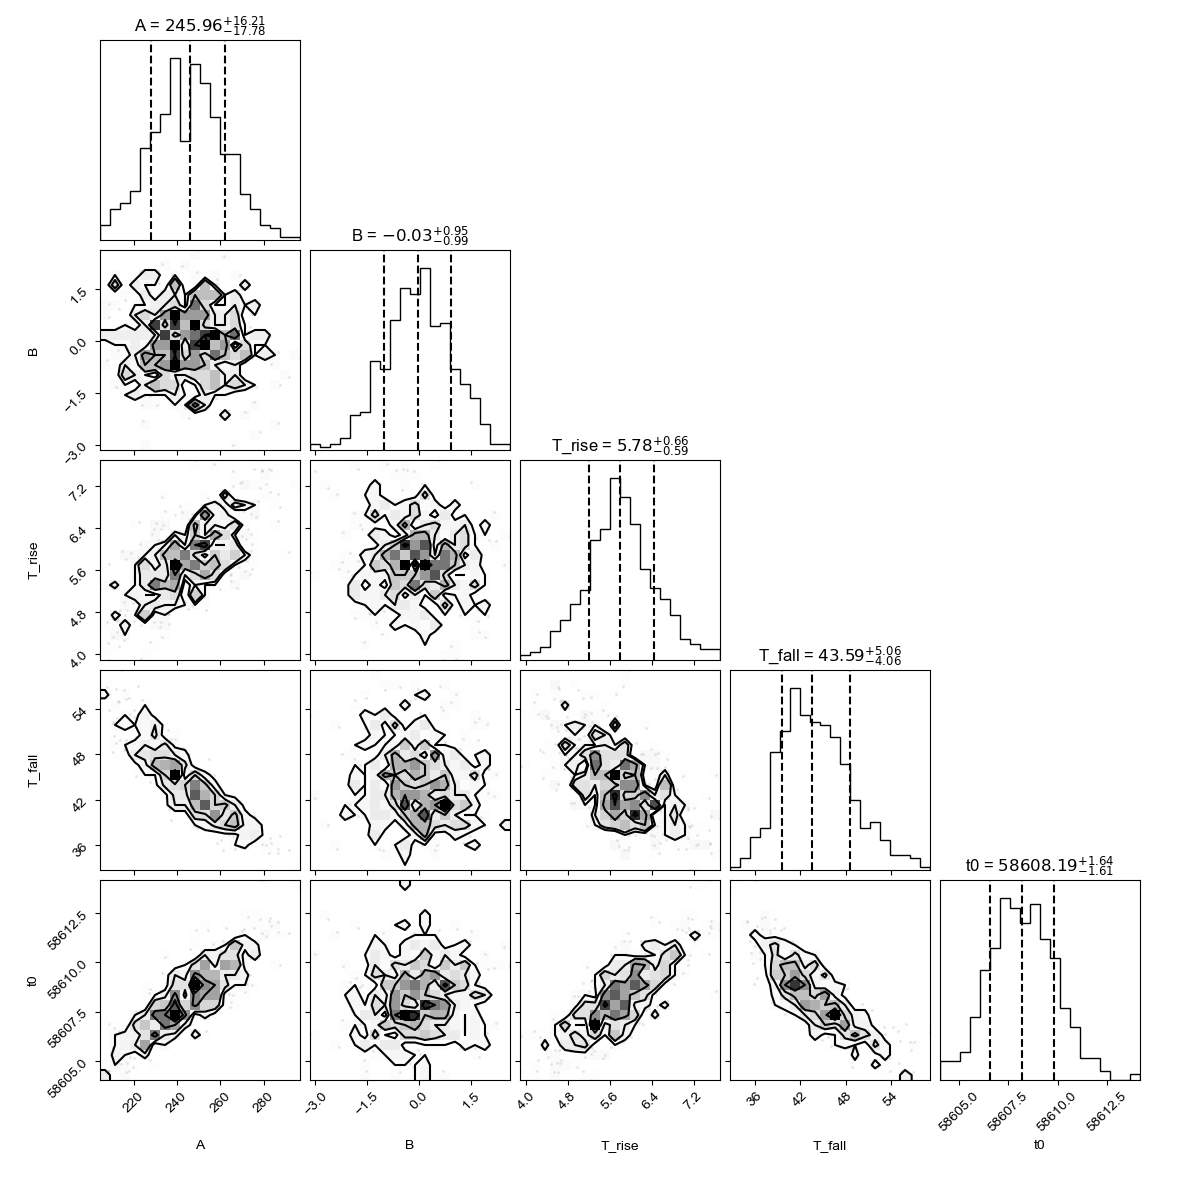 A = 245.96+16.21−17.78
B = −0.03+0.95−0.99
1.5
0.0
−1.5
−3.0
B
T_rise = 5.78+0.66−0.59
7.2
6.4
5.6
4.8
4.0
T_rise
T_fall = 43.59+5.06−4.06
54
48
42
36
T_fall
t0 = 58608.19+1.64−1.61
58612.5
58610.0
58607.5
58605.0
t0
220 240 260 280
−3.0 −1.5 0.0 1.5
4.0 4.8 5.6 6.4 7.2
36 42 48 54
58605.0 58607.5 58610.0 58612.5
A B T_rise T_fall t0